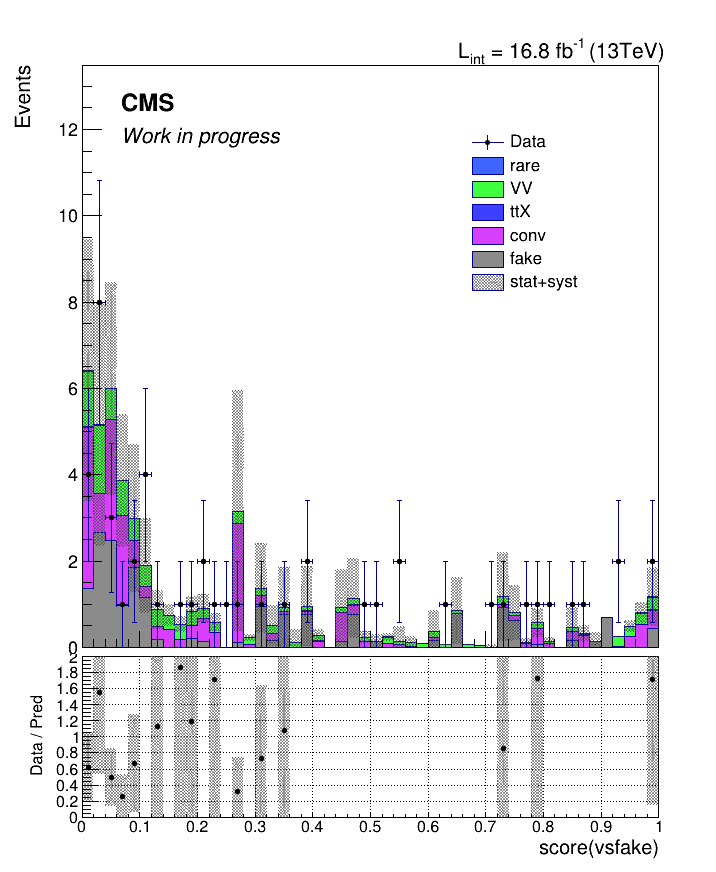 L_int = 16.8 fb^-1 (13TeV)
Events
CMS
Work in progress
12
10
8
6
4
2
0
Data
rare
VV
ttX
conv
fake
stat+syst
Data / Pred
2
1.8
1.6
1.4
1.2
1
0.8
0.6
0.4
0.2
0
0 0.1 0.2 0.3 0.4 0.5 0.6 0.7 0.8 0.9 1
score(vsfake)